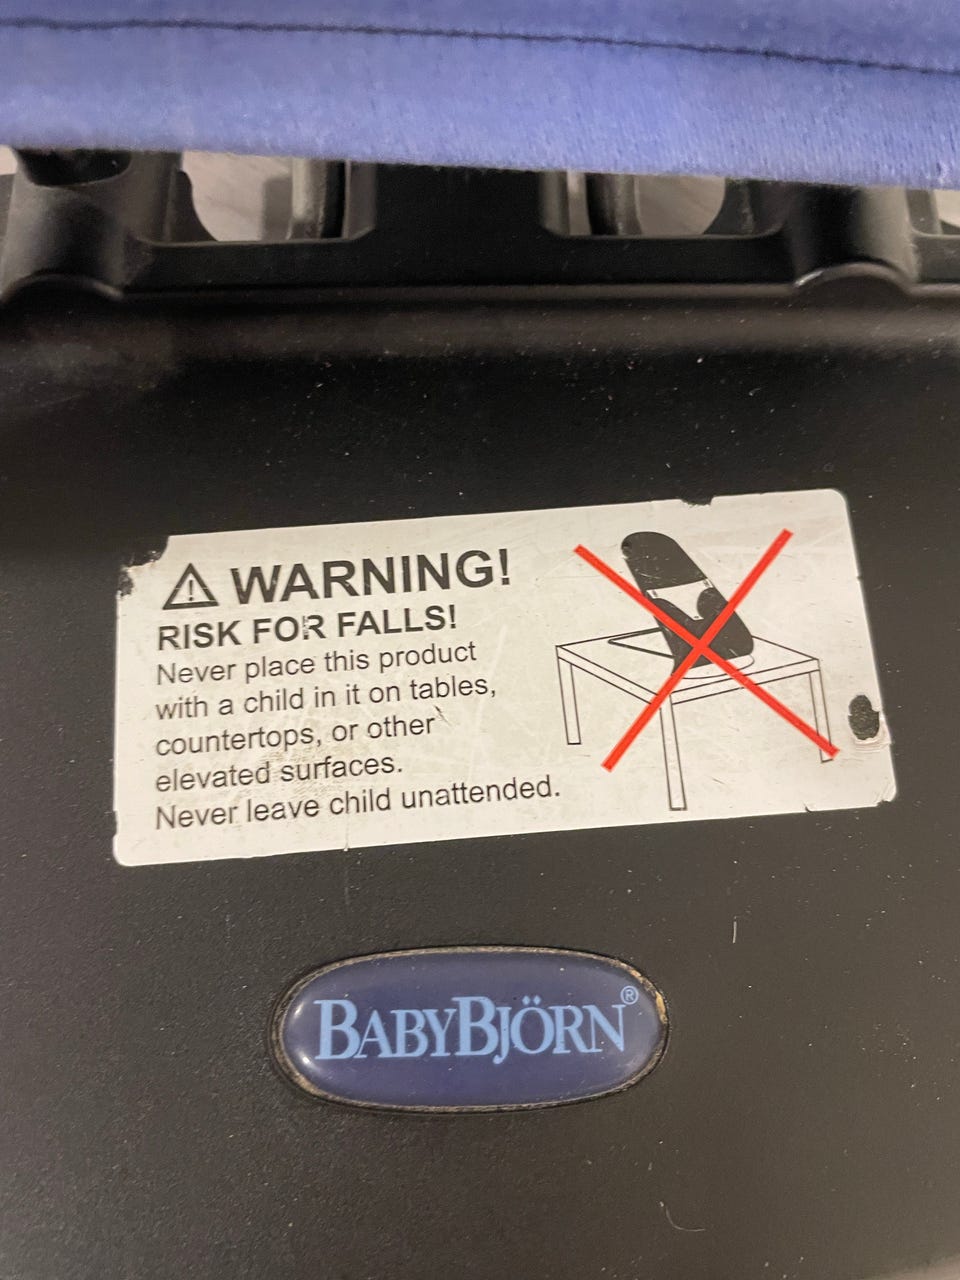 WARNING!
RISK FOR FALLS!
Never place this product
with a child in it on tables,
countertops, or other
elevated surfaces.
Never leave child unattended.
BABYBJÖRN®